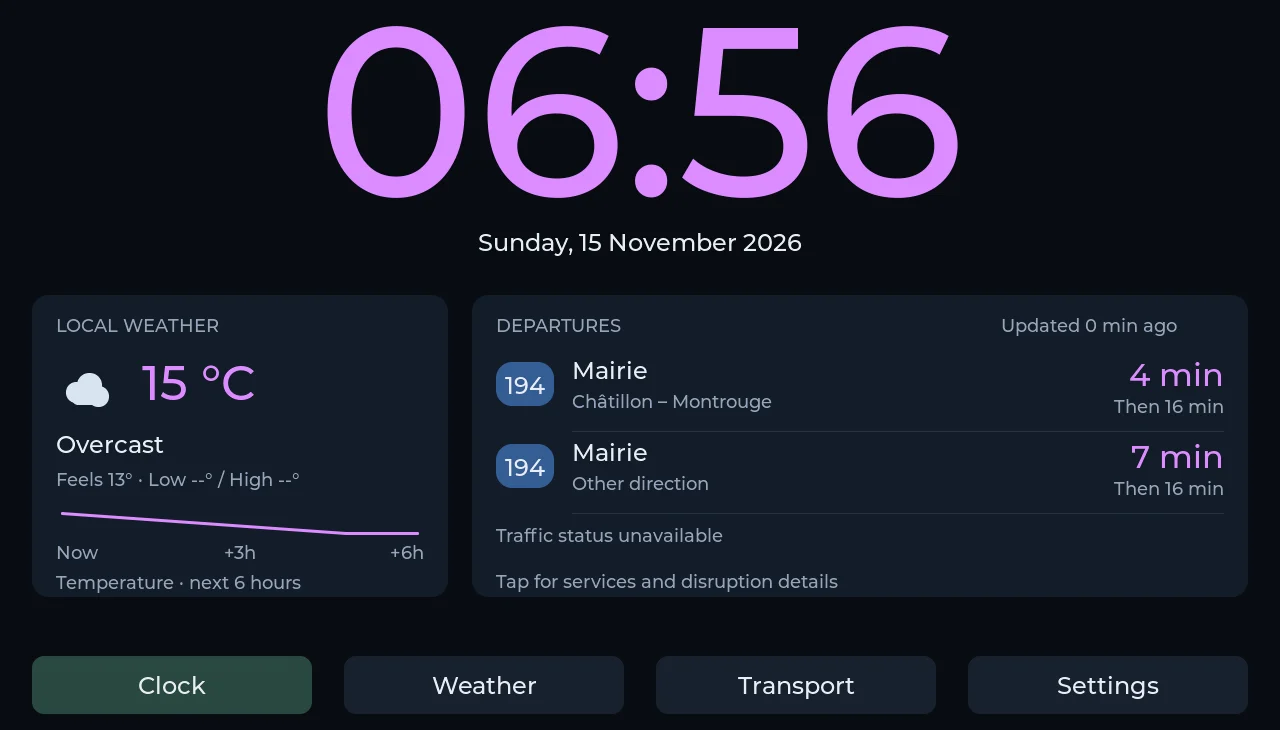 06:56
Sunday, 15 November 2026
LOCAL WEATHER
15 °C
Overcast
Feels 13° · Low --° / High --°
Now +3h +6h
Temperature · next 6 hours
DEPARTURES Updated 0 min ago
194 Mairie 4 min
Châtillon – Montrouge Then 16 min
194 Mairie 7 min
Other direction Then 16 min
Traffic status unavailable
Tap for services and disruption details
Clock Weather Transport Settings